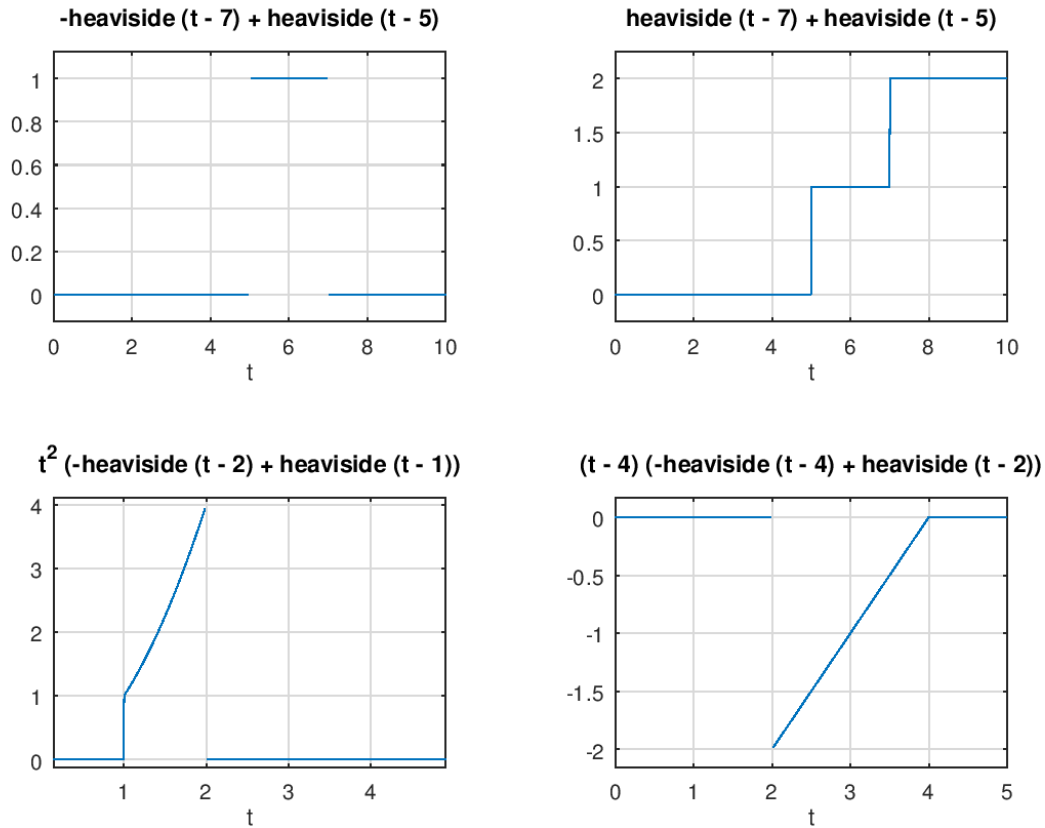 -heaviside (t - 7) + heaviside (t - 5)
1
0.8
0.6
0.4
0.2
0
0 2 4 6 8 10
t
heaviside (t - 7) + heaviside (t - 5)
2
1.5
1
0.5
0
0 2 4 6 8 10
t
t² (-heaviside (t - 2) + heaviside (t - 1))
4
3
2
1
0
1 2 3 4
t
(t - 4) (-heaviside (t - 4) + heaviside (t - 2))
0
-0.5
-1
-1.5
-2
0 1 2 3 4 5
t